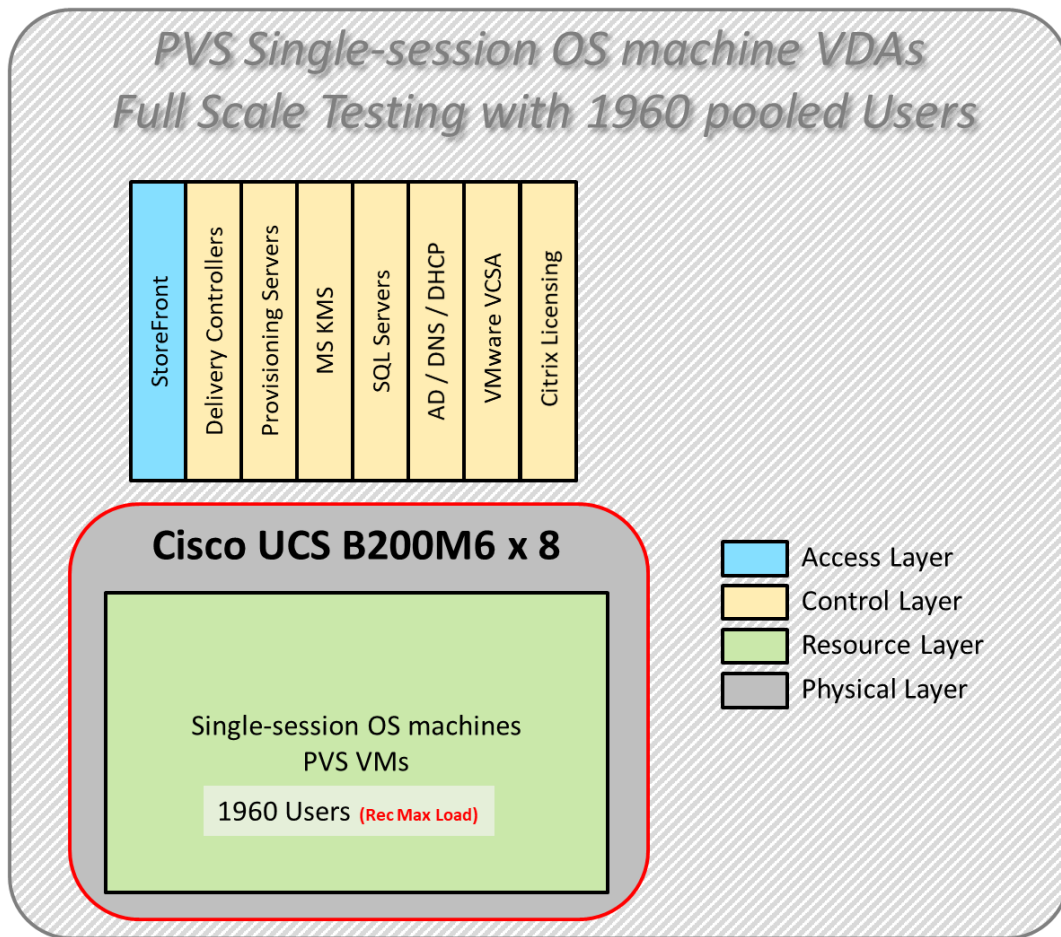 PVS Single-session OS machine VDAs
Full Scale Testing with 1960 pooled Users
StoreFront
Delivery Controllers
Provisioning Servers
MS KMS
SQL Servers
AD / DNS / DHCP
VMware VCSA
Citrix Licensing
Cisco UCS B200M6 x 8
Single-session OS machines
PVS VMs
1960 Users (Rec Max Load)
Access Layer
Control Layer
Resource Layer
Physical Layer